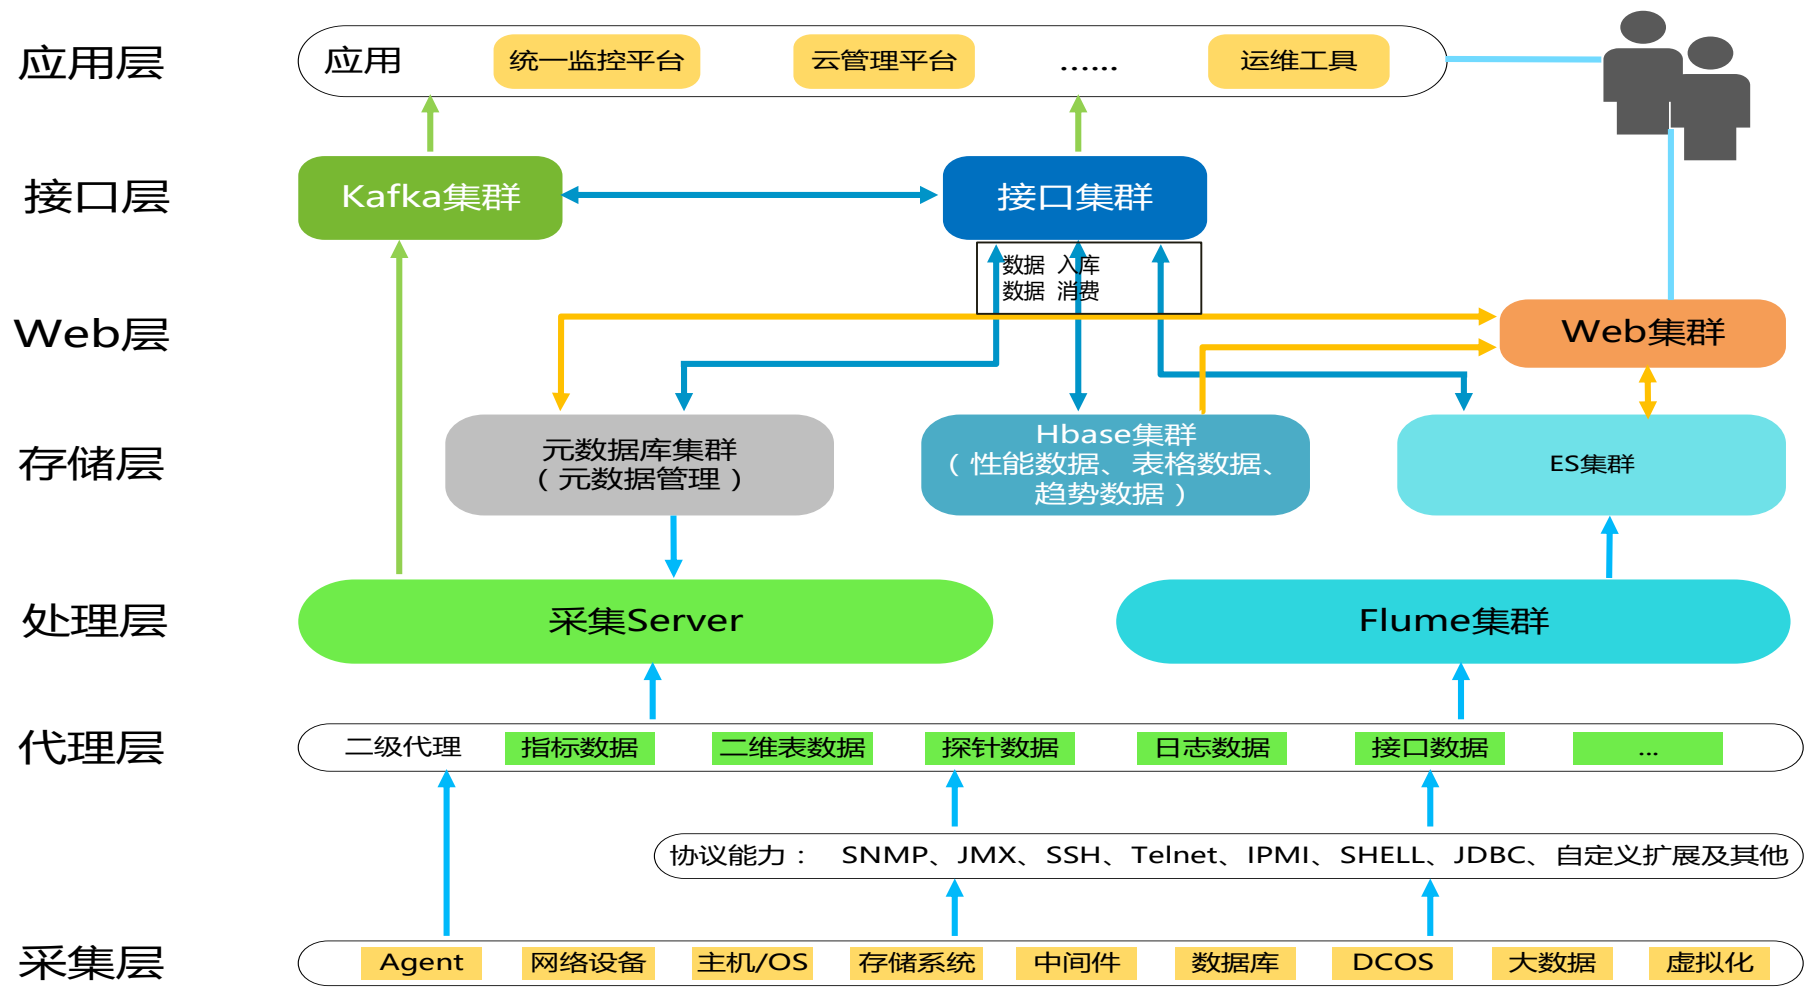 应用层
应用
统一监控平台
云管理平台
......
运维工具
接口层
Kafka集群
接口集群
数据 入库
数据 消费
Web层
Web集群
存储层
元数据库集群
（元数据管理）
Hbase集群
（性能数据、表格数据、
趋势数据）
ES集群
处理层
采集Server
Flume集群
代理层
二级代理
指标数据
二维表数据
探针数据
日志数据
接口数据
...
协议能力： SNMP、JMX、SSH、Telnet、IPMI、SHELL、JDBC、自定义扩展及其他
采集层
Agent
网络设备
主机/OS
存储系统
中间件
数据库
DCOS
大数据
虚拟化